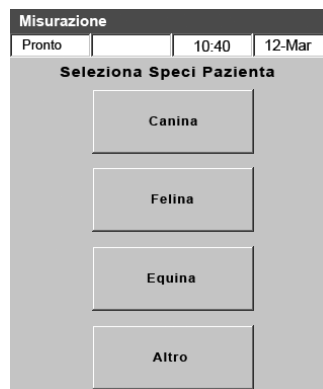 Misurazione
Pronto 10:40 12-Mar
Seleziona Speci Pazienta
Canina
Felina
Equina
Altro